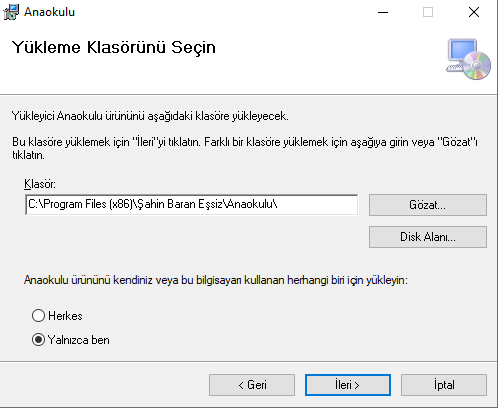 Anaokulu
Yükleme Klasörünü Seçin
Yükleyici Anaokulu ürününü aşağıdaki klasöre yükleyecek.
Bu klasöre yüklemek için "İleri"yi tıklatın. Farklı bir klasöre yüklemek için aşağıya girin veya "Gözat"ı
tıklatın.
Klasör:
C:\Program Files (x86)\Şahin Baran Eşsiz\Anaokulu\
Gözat...
Disk Alanı...
Anaokulu ürününü kendiniz veya bu bilgisayarı kullanan herhangi biri için yükleyin:
Herkes
Yalnızca ben
< Geri
İleri >
İptal